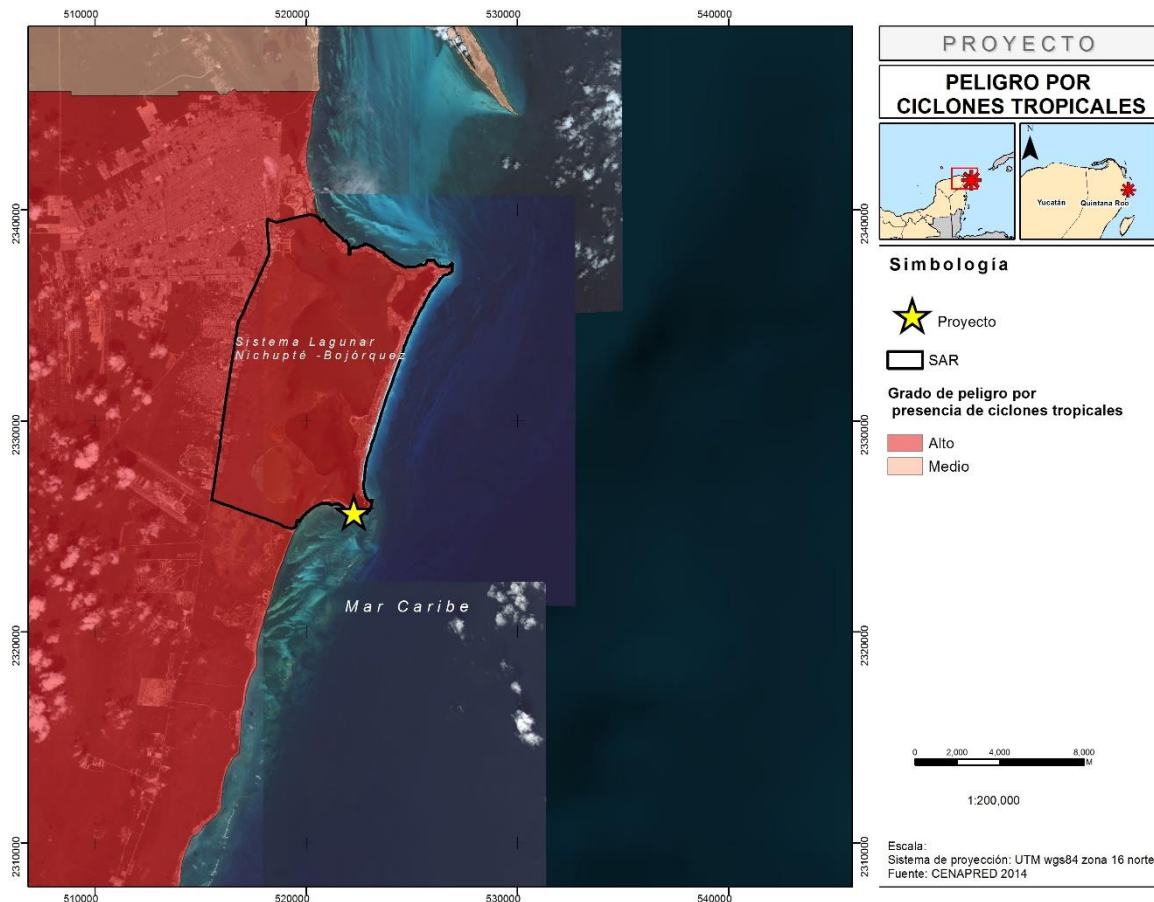 510000
520000
530000
540000
2340000
2330000
2320000
2310000
Sistema Lagunar
Nichupté -Bojórquez
Mar Caribe
2340000
2330000
2320000
2310000
510000
520000
530000
540000
PROYECTO
PELIGRO POR
CICLONES TROPICALES
N
Yucatán
Quintana Roo
Simbología
Proyecto
SAR
Grado de peligro por
presencia de ciclones tropicales
Alto
Medio
0 2,000 4,000 8,000
M
1:200,000
Escala:
Sistema de proyección: UTM wgs84 zona 16 norte
Fuente: CENAPRED 2014